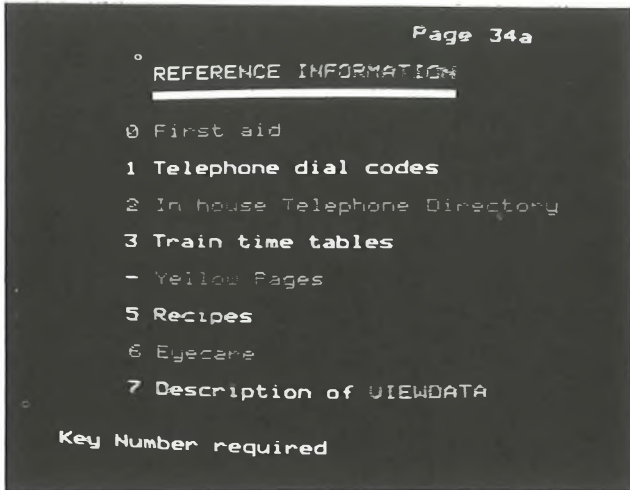 Page 34a
REFERENCE INFORMATION
0 First aid
1 Telephone dial codes
2 In house Telephone Directory
3 Train time tables
- Yellow Pages
5 Recipes
6 Eyecare
7 Description of VIEWDATA
Key Number required